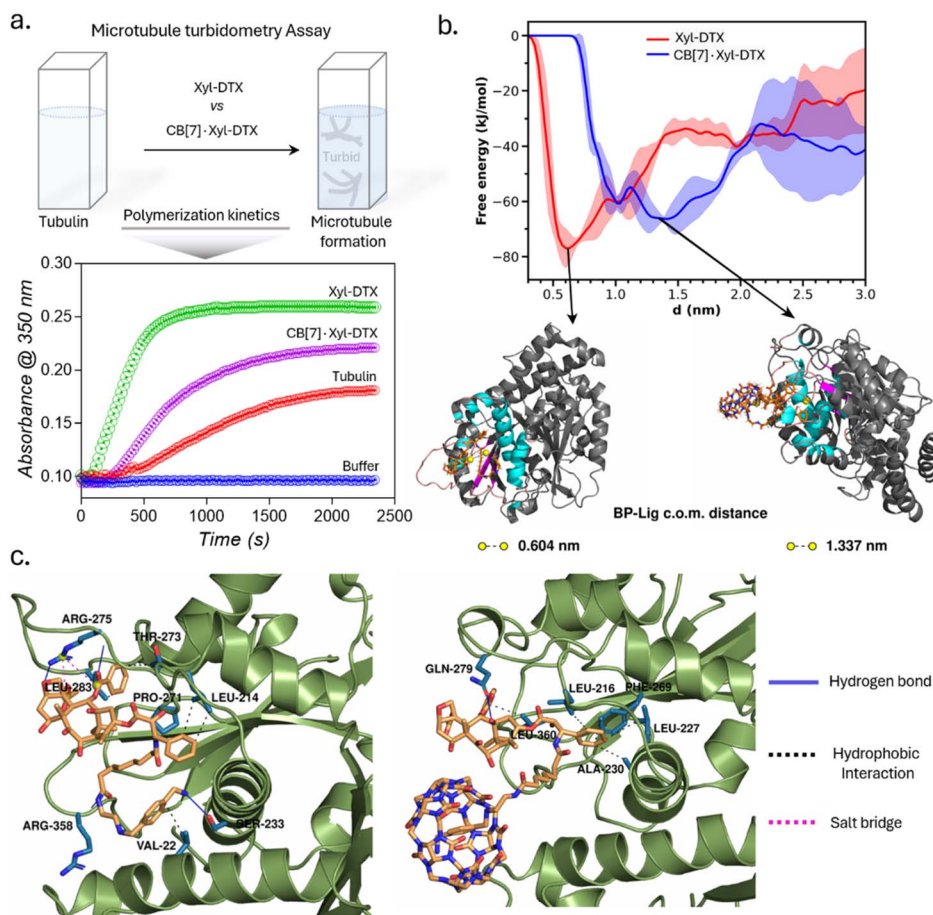 a.
Microtubule turbidometry Assay
Xyl-DTX
vs
CB[7]·Xyl-DTX
Turbid
Tubulin
Polymerization kinetics
Microtubule
formation
Absorbance @ 350 nm
0.30
0.25
0.20
0.15
0.10
Xyl-DTX
CB[7]·Xyl-DTX
Tubulin
Buffer
0 500 1000 1500 2000 2500
Time (s)
b.
Free energy (kJ/mol)
0
−20
−40
−60
−80
Xyl-DTX
CB[7]·Xyl-DTX
0.5 1.0 1.5 2.0 2.5 3.0
d (nm)
BP-Lig c.o.m. distance
0.604 nm
1.337 nm
c.
ARG-275
THR-273
LEU-283
PRO-271
LEU-214
ARG-358
VAL-22
SER-233
GLN-279
LEU-216
PHE-269
LEU-360
LEU-227
ALA-230
Hydrogen bond
Hydrophobic
Interaction
Salt bridge